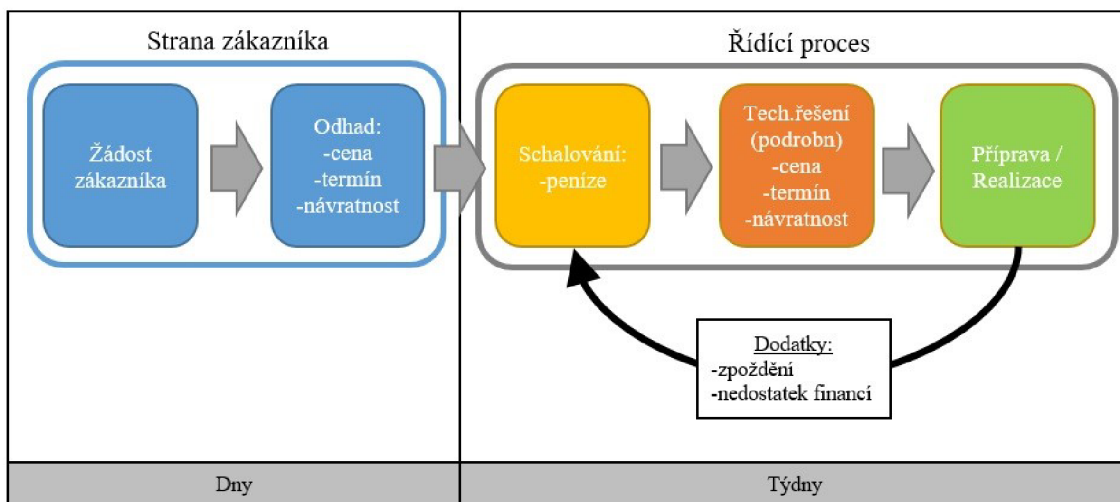 Strana zákazníka
Řídící proces
Žádost
zákazníka
Odhad:
-cena
-termín
-návratnost
Schalování:
-peníze
Tech.řešení
(podrobn)
-cena
-termín
-návratnost
Příprava /
Realizace
Dodatky:
-zpoždění
-nedostatek financí
Dny
Týdny